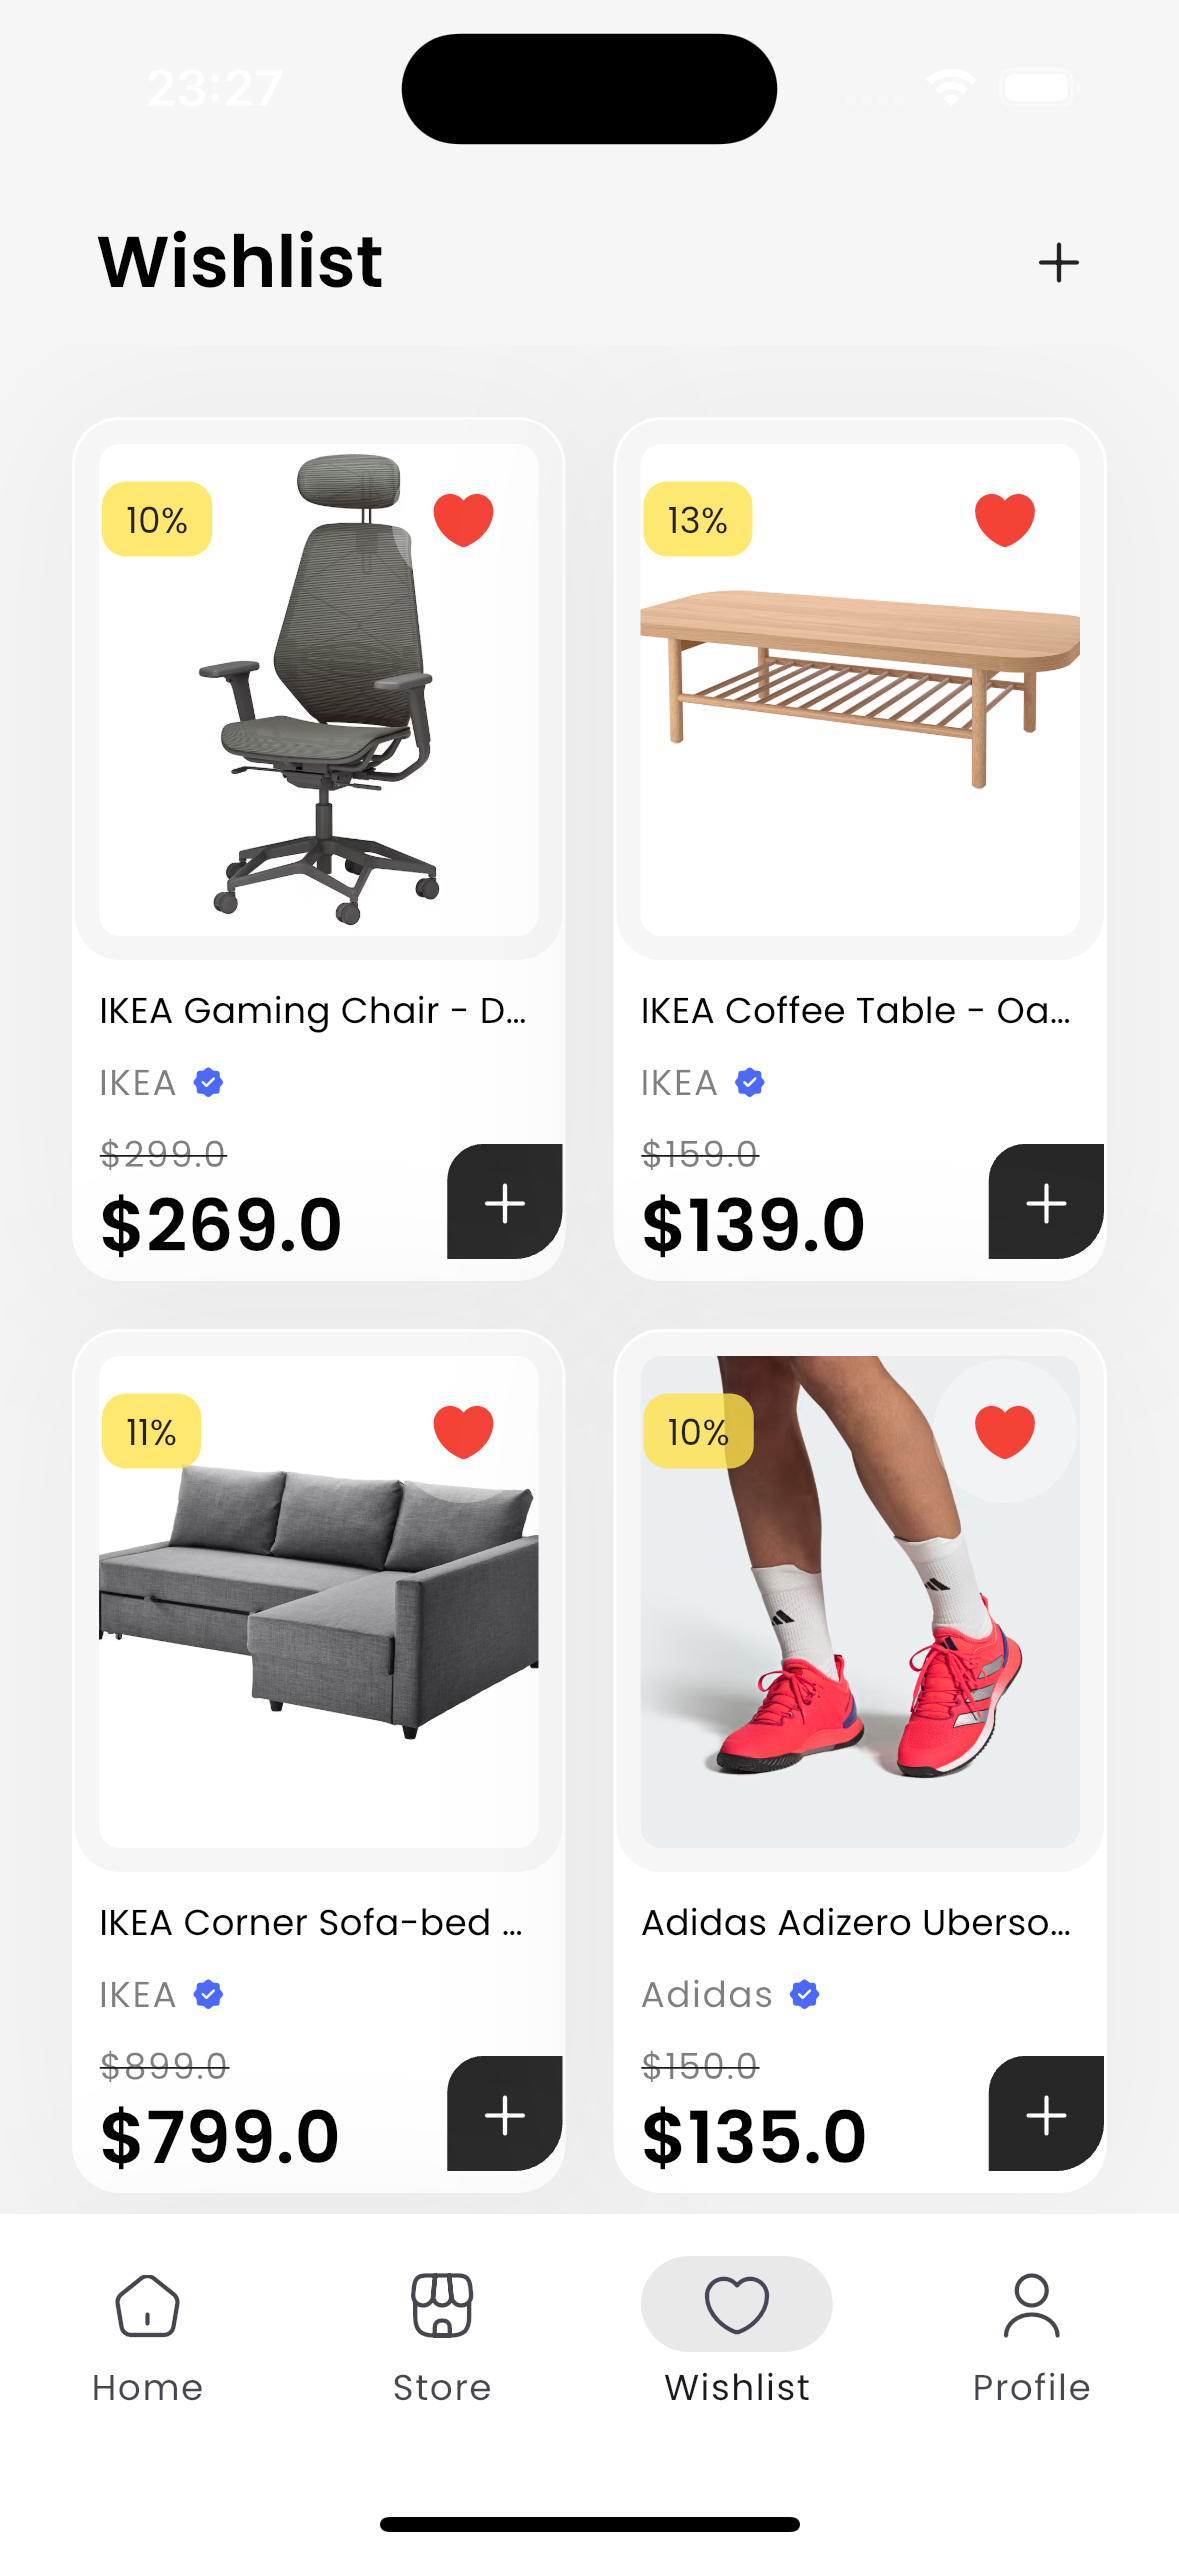 23:27
Wishlist
10%
13%
IKEA Gaming Chair - D...
IKEA Coffee Table - Oa...
IKEA
IKEA
$299.0
$159.0
$269.0
$139.0
11%
10%
IKEA Corner Sofa-bed ...
Adidas Adizero Uberso...
IKEA
Adidas
$899.0
$150.0
$799.0
$135.0
Home
Store
Wishlist
Profile